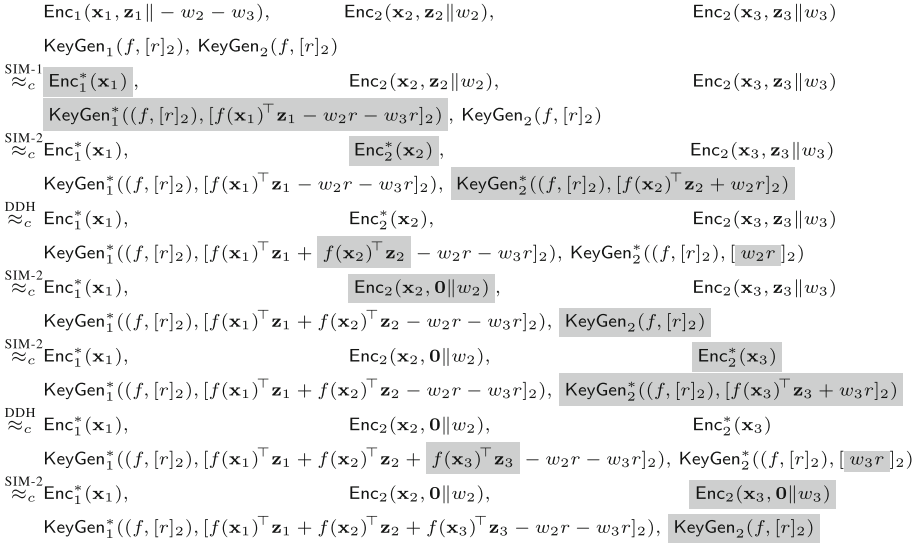 Enc₁(x₁, z₁∥ − w₂ − w₃), Enc₂(x₂, z₂∥w₂), Enc₂(x₃, z₃∥w₃)
KeyGen₁(f, [r]₂), KeyGen₂(f, [r]₂)
≈c^SIM-1 Enc₁*(x₁), Enc₂(x₂, z₂∥w₂), Enc₂(x₃, z₃∥w₃)
KeyGen₁*((f, [r]₂), [f(x₁)^⊤z₁ − w₂r − w₃r]₂), KeyGen₂(f, [r]₂)
≈c^SIM-2 Enc₁*(x₁), Enc₂*(x₂), Enc₂(x₃, z₃∥w₃)
KeyGen₁*((f, [r]₂), [f(x₁)^⊤z₁ − w₂r − w₃r]₂), KeyGen₂*((f, [r]₂), [f(x₂)^⊤z₂ + w₂r]₂)
≈c^DDH Enc₁*(x₁), Enc₂*(x₂), Enc₂(x₃, z₃∥w₃)
KeyGen₁*((f, [r]₂), [f(x₁)^⊤z₁ + f(x₂)^⊤z₂ − w₂r − w₃r]₂), KeyGen₂*((f, [r]₂), [w₂r]₂)
≈c^SIM-2 Enc₁*(x₁), Enc₂(x₂, 0∥w₂), Enc₂(x₃, z₃∥w₃)
KeyGen₁*((f, [r]₂), [f(x₁)^⊤z₁ + f(x₂)^⊤z₂ − w₂r − w₃r]₂), KeyGen₂(f, [r]₂)
≈c^SIM-2 Enc₁*(x₁), Enc₂(x₂, 0∥w₂), Enc₂*(x₃)
KeyGen₁*((f, [r]₂), [f(x₁)^⊤z₁ + f(x₂)^⊤z₂ − w₂r − w₃r]₂), KeyGen₂*((f, [r]₂), [f(x₃)^⊤z₃ + w₃r]₂)
≈c^DDH Enc₁*(x₁), Enc₂(x₂, 0∥w₂), Enc₂*(x₃)
KeyGen₁*((f, [r]₂), [f(x₁)^⊤z₁ + f(x₂)^⊤z₂ + f(x₃)^⊤z₃ − w₂r − w₃r]₂), KeyGen₂*((f, [r]₂), [w₃r]₂)
≈c^SIM-2 Enc₁*(x₁), Enc₂(x₂, 0∥w₂), Enc₂(x₃, 0∥w₃)
KeyGen₁*((f, [r]₂), [f(x₁)^⊤z₁ + f(x₂)^⊤z₂ + f(x₃)^⊤z₃ − w₂r − w₃r]₂), KeyGen₂(f, [r]₂)